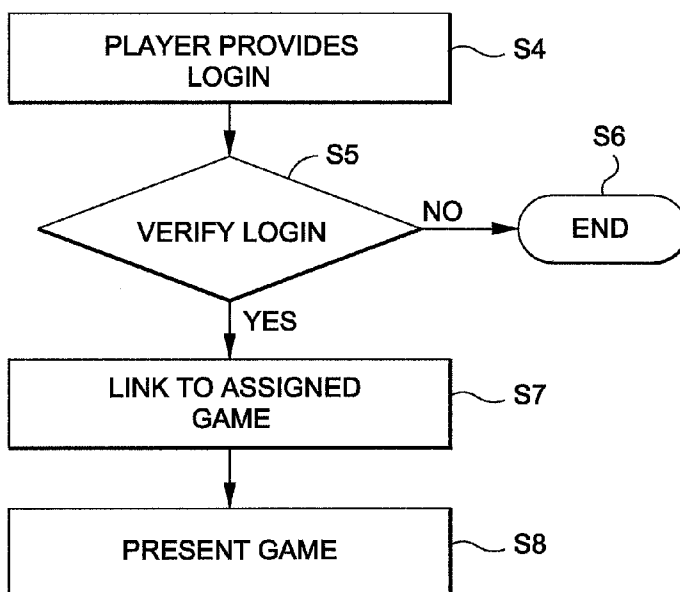 PLAYER PROVIDES
LOGIN
S4
S5
S6
VERIFY LOGIN
NO
END
YES
LINK TO ASSIGNED
GAME
S7
PRESENT GAME
S8